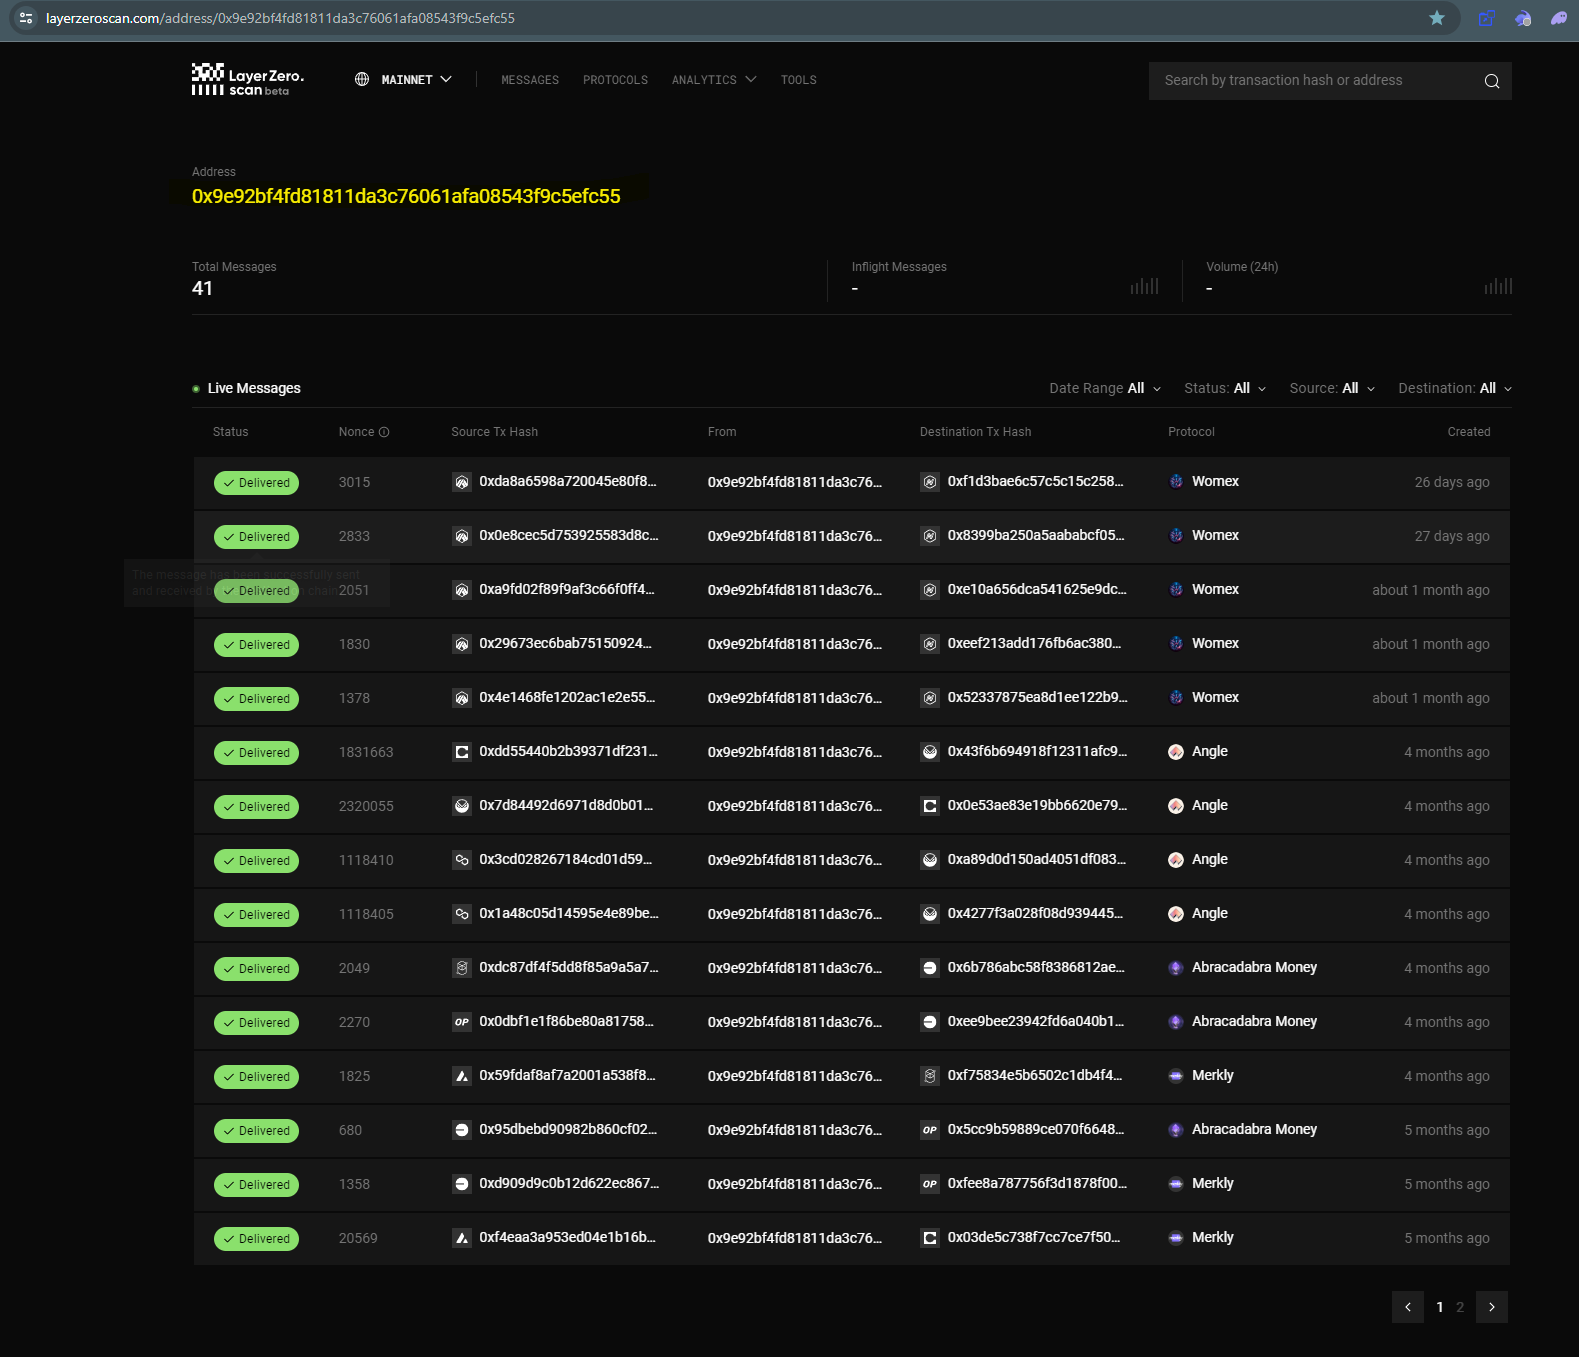 layerzeroscan.com/address/0x9e92bf4fd81811da3c76061afa08543f9c5efc55
LayerZero.
scan beta
MAINNET
MESSAGES
PROTOCOLS
ANALYTICS
TOOLS
Search by transaction hash or address
Address
0x9e92bf4fd81811da3c76061afa08543f9c5efc55
Total Messages
41
Inflight Messages
-
Volume (24h)
-
Live Messages
Date Range All
Status: All
Source: All
Destination: All
Status Nonce Source Tx Hash From Destination Tx Hash Protocol Created
Delivered 3015 0xda8a6598a720045e80f8... 0x9e92bf4fd81811da3c76... 0xf1d3bae6c57c5c15c258... Womex 26 days ago
Delivered 2833 0x0e8cec5d753925583d8c... 0x9e92bf4fd81811da3c76... 0x8399ba250a5aababcf05... Womex 27 days ago
The message has been successfully sent
and received b chain
Delivered 2051 0xa9fd02f89f9af3c66f0ff4... 0x9e92bf4fd81811da3c76... 0xe10a656dca541625e9dc... Womex about 1 month ago
Delivered 1830 0x29673ec6bab75150924... 0x9e92bf4fd81811da3c76... 0xeef213add176fb6ac380... Womex about 1 month ago
Delivered 1378 0x4e1468fe1202ac1e2e55... 0x9e92bf4fd81811da3c76... 0x52337875ea8d1ee122b9... Womex about 1 month ago
Delivered 1831663 0xdd55440b2b39371df231... 0x9e92bf4fd81811da3c76... 0x43f6b694918f12311afc9... Angle 4 months ago
Delivered 2320055 0x7d84492d6971d8d0b01... 0x9e92bf4fd81811da3c76... 0x0e53ae83e19bb6620e79... Angle 4 months ago
Delivered 1118410 0x3cd028267184cd01d59... 0x9e92bf4fd81811da3c76... 0xa89d0d150ad4051df083... Angle 4 months ago
Delivered 1118405 0x1a48c05d14595e4e89be... 0x9e92bf4fd81811da3c76... 0x4277f3a028f08d939445... Angle 4 months ago
Delivered 2049 0xdc87df4f5dd8f85a9a5a7... 0x9e92bf4fd81811da3c76... 0x6b786abc58f8386812ae... Abracadabra Money 4 months ago
Delivered 2270 OP 0x0dbf1e1f86be80a81758... 0x9e92bf4fd81811da3c76... 0xee9bee23942fd6a040b1... Abracadabra Money 4 months ago
Delivered 1825 0x59fdaf8af7a2001a538f8... 0x9e92bf4fd81811da3c76... 0xf75834e5b6502c1db4f4... Merkly 4 months ago
Delivered 680 0x95dbebd90982b860cf02... 0x9e92bf4fd81811da3c76... OP 0x5cc9b59889ce070f6648... Abracadabra Money 5 months ago
Delivered 1358 0xd909d9c0b12d622ec867... 0x9e92bf4fd81811da3c76... OP 0xfee8a787756f3d1878f00... Merkly 5 months ago
Delivered 20569 0xf4eaa3a953ed04e1b16b... 0x9e92bf4fd81811da3c76... 0x03de5c738f7cc7ce7f50... Merkly 5 months ago
1 2